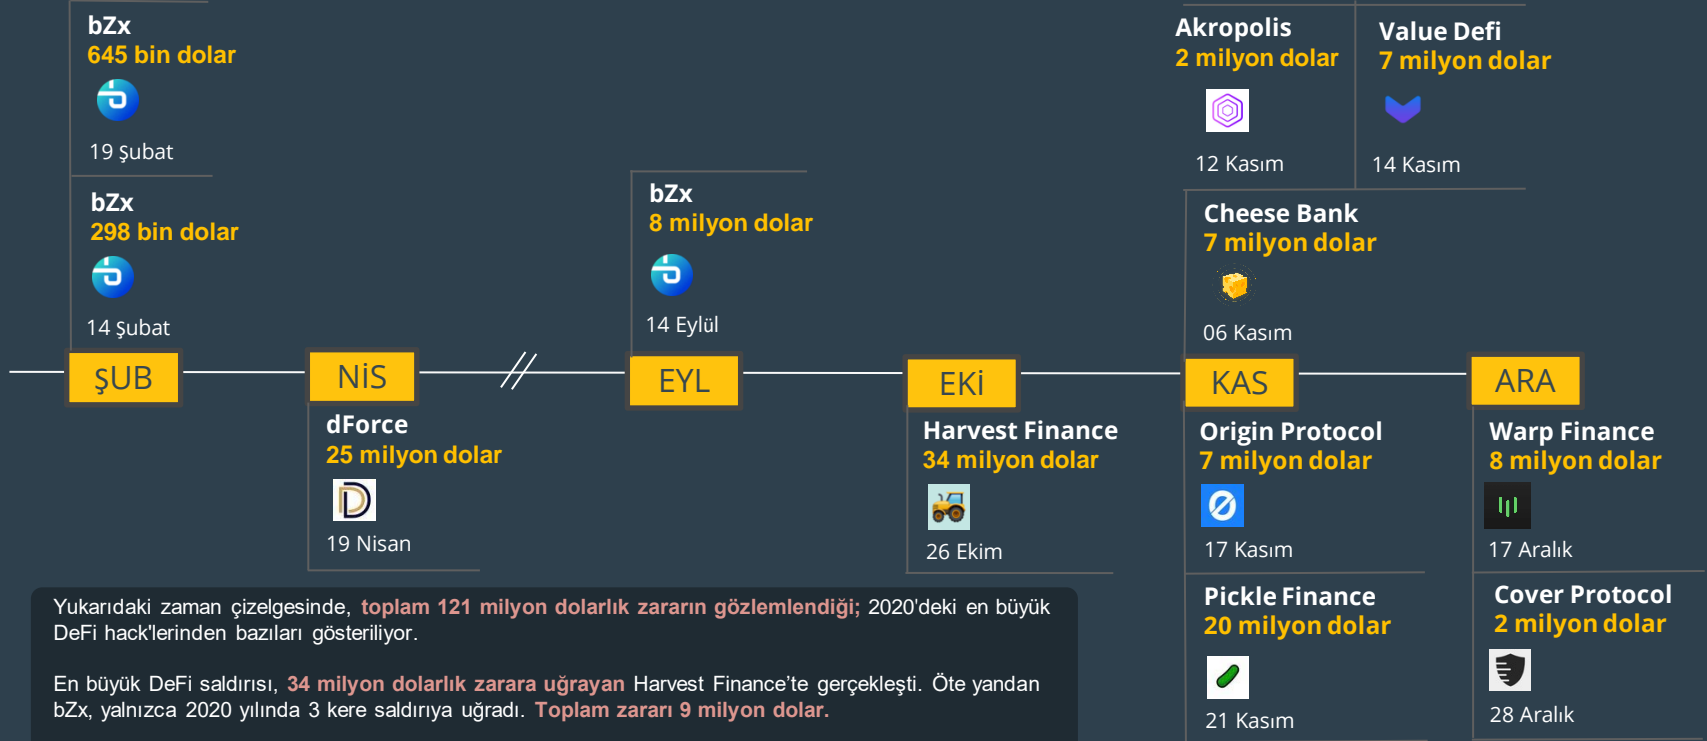 bZx
645 bin dolar
19 Şubat
bZx
298 bin dolar
14 Şubat
bZx
8 milyon dolar
14 Eylül
Akropolis
2 milyon dolar
12 Kasım
Value Defi
7 milyon dolar
14 Kasım
Cheese Bank
7 milyon dolar
06 Kasım
ŞUB
NİS
EYL
EKİ
KAS
ARA
dForce
25 milyon dolar
19 Nisan
Harvest Finance
34 milyon dolar
26 Ekim
Origin Protocol
7 milyon dolar
17 Kasım
Pickle Finance
20 milyon dolar
21 Kasım
Warp Finance
8 milyon dolar
17 Aralık
Cover Protocol
2 milyon dolar
28 Aralık
Yukarıdaki zaman çizelgesinde, toplam 121 milyon dolarlık zararın gözlemlendiği; 2020'deki en büyük
DeFi hack'lerinden bazıları gösteriliyor.
En büyük DeFi saldırısı, 34 milyon dolarlık zarara uğrayan Harvest Finance’te gerçekleşti. Öte yandan
bZx, yalnızca 2020 yılında 3 kere saldırıya uğradı. Toplam zararı 9 milyon dolar.